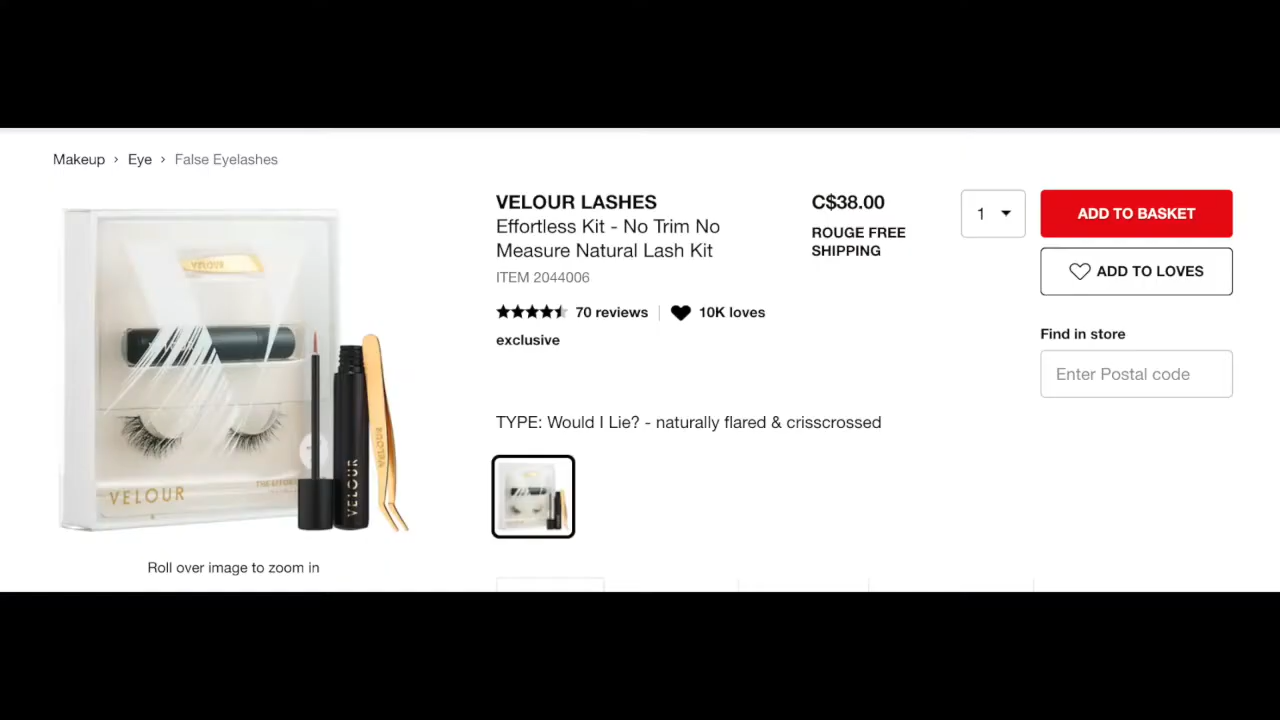 Makeup › Eye › False Eyelashes
VELOUR LASHES
Effortless Kit - No Trim No
Measure Natural Lash Kit
ITEM 2044006
70 reviews
10K loves
exclusive
C$38.00
ROUGE FREE
SHIPPING
1
ADD TO BASKET
ADD TO LOVES
Find in store
Enter Postal code
TYPE: Would I Lie? - naturally flared & crisscrossed
VELOUR
VELOUR
VELOUR
VELOUR
Roll over image to zoom in